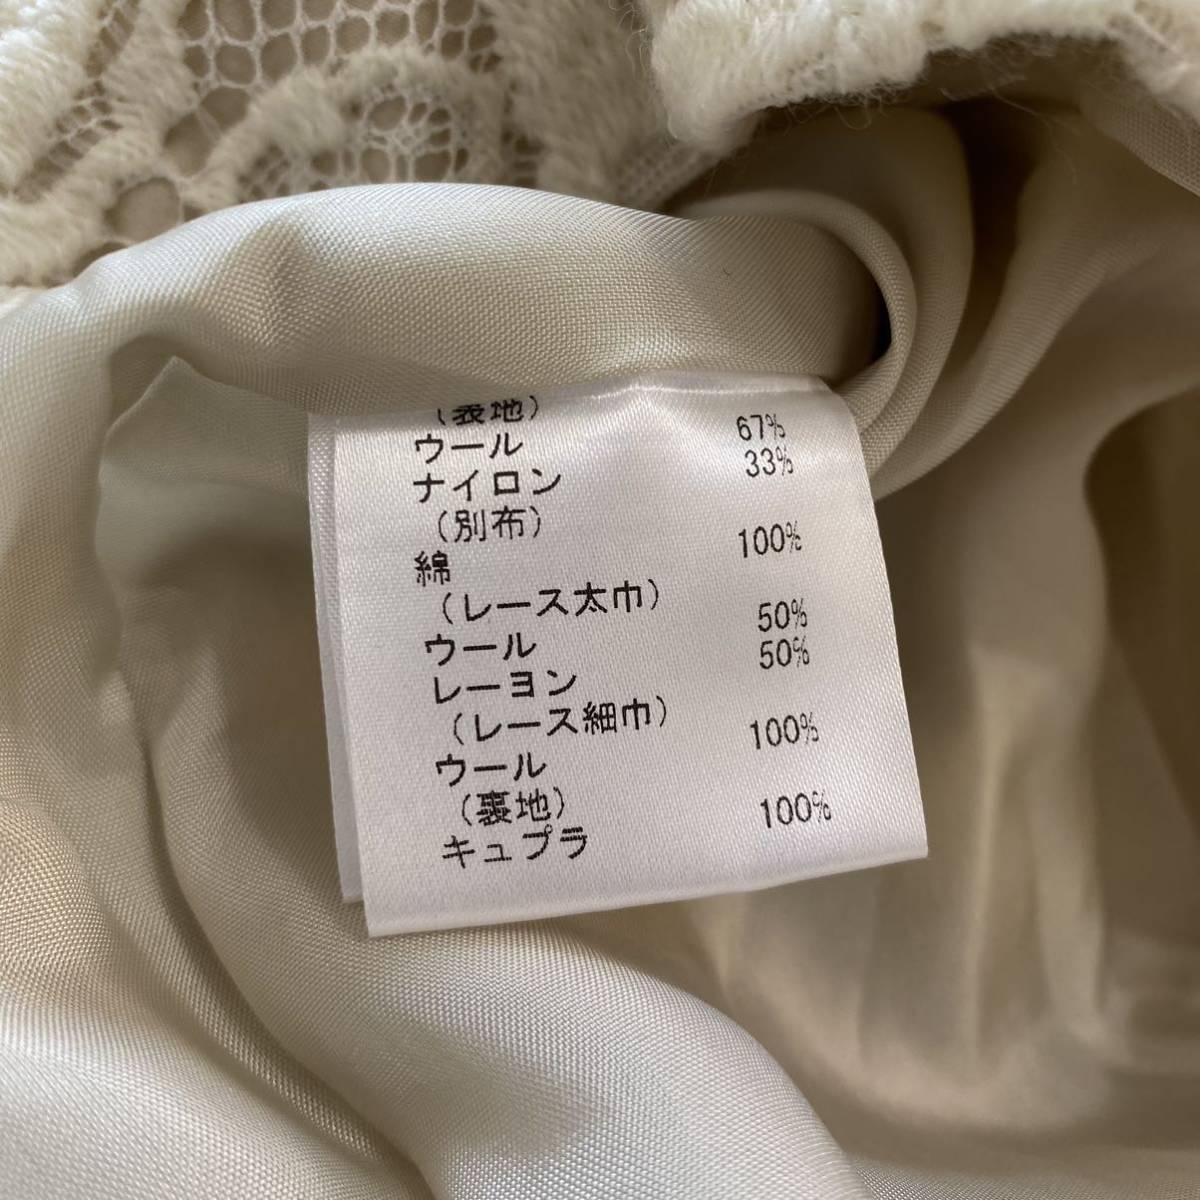 (表地)
ウール 67%
ナイロン 33%
(別布)
綿 100%
(レース太巾)
ウール 50%
レーヨン 50%
(レース細巾)
ウール 100%
(裏地)
キュプラ 100%